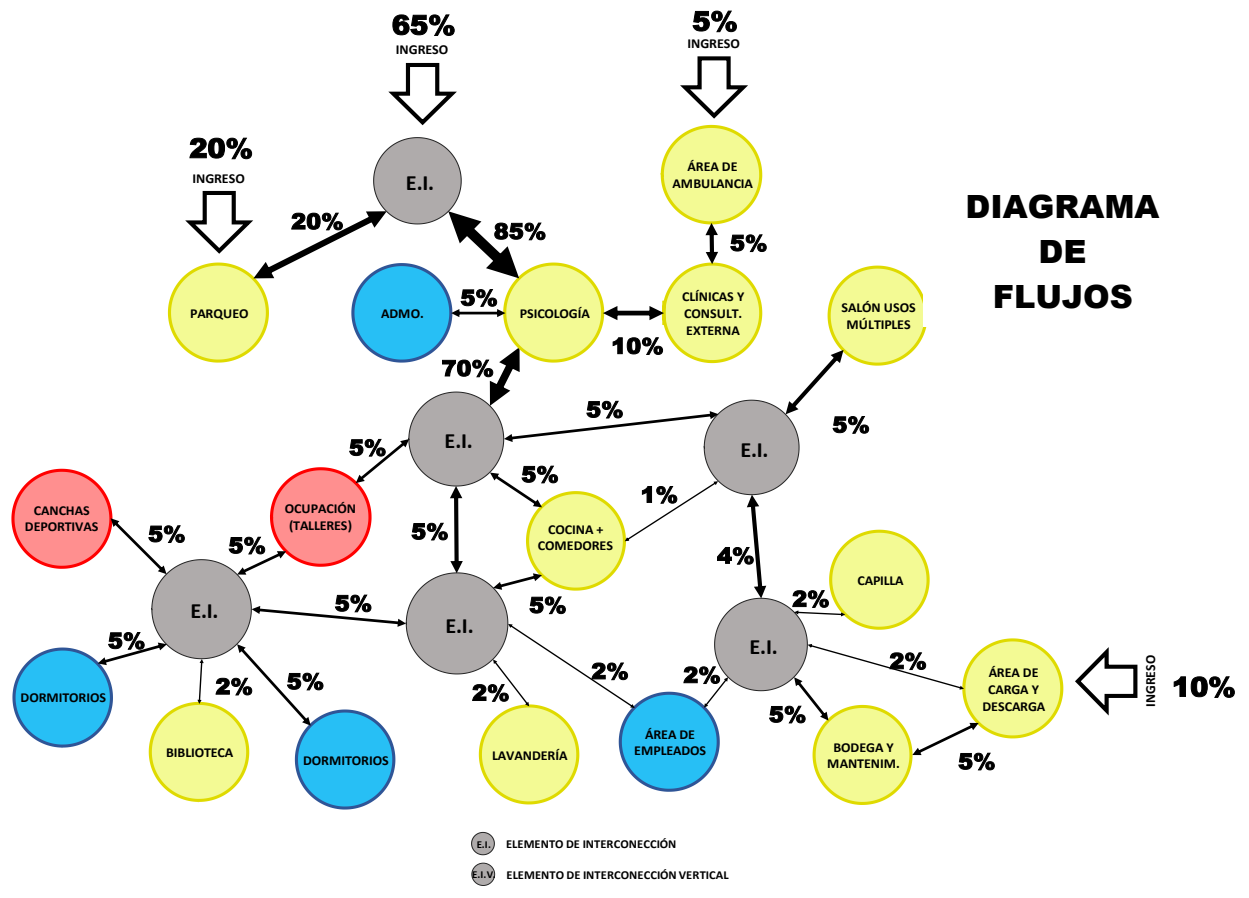 65%
INGRESO
5%
INGRESO
20%
INGRESO
E.I.
ÁREA DE
AMBULANCIA
DIAGRAMA
DE
FLUJOS
20%
85%
5%
PARQUEO
ADMO.
5%
PSICOLOGÍA
10%
CLÍNICAS Y
CONSULT.
EXTERNA
SALÓN USOS
MÚLTIPLES
70%
5%
5%
E.I.
E.I.
5%
5%
1%
CANCHAS
DEPORTIVAS
OCUPACIÓN
(TALLERES)
COCINA +
COMEDORES
5%
5%
5%
4%
CAPILLA
E.I.
5%
E.I.
5%
E.I.
2%
5%
2%
5%
2%
2%
2%
2%
5%
DORMITORIOS
BIBLIOTECA
DORMITORIOS
LAVANDERÍA
ÁREA DE
EMPLEADOS
BODEGA Y
MANTENIM.
5%
ÁREA DE
CARGA Y
DESCARGA
INGRESO
10%
E.I.
ELEMENTO DE INTERCONECCIÓN
E.I.V.
ELEMENTO DE INTERCONECCIÓN VERTICAL